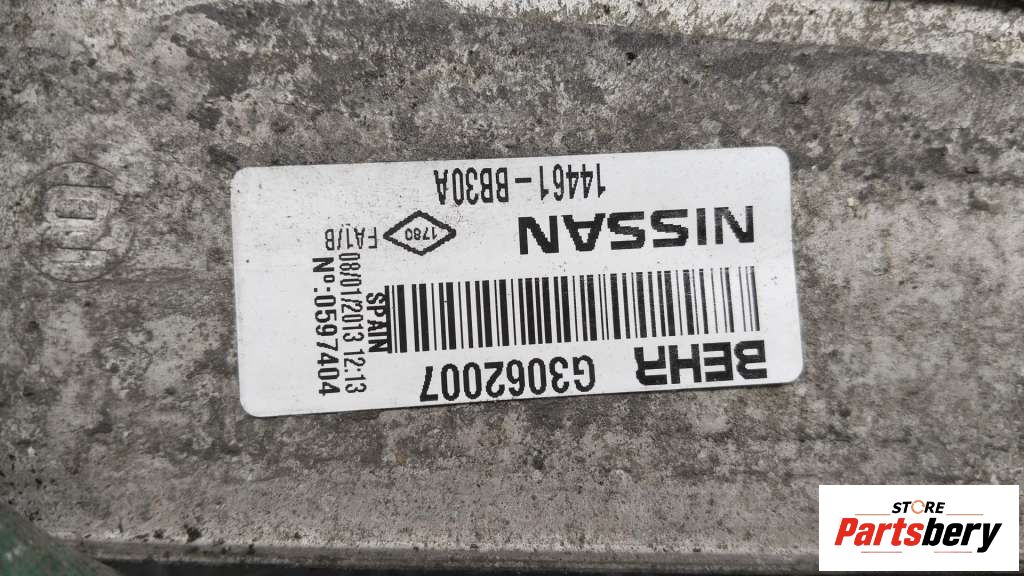 BEHR G3062007
SPAIN
NISSAN
1780
FA1/B
14461-BB30A
08/01/2013 12:13
Nº:0597404
STORE
Partsbery